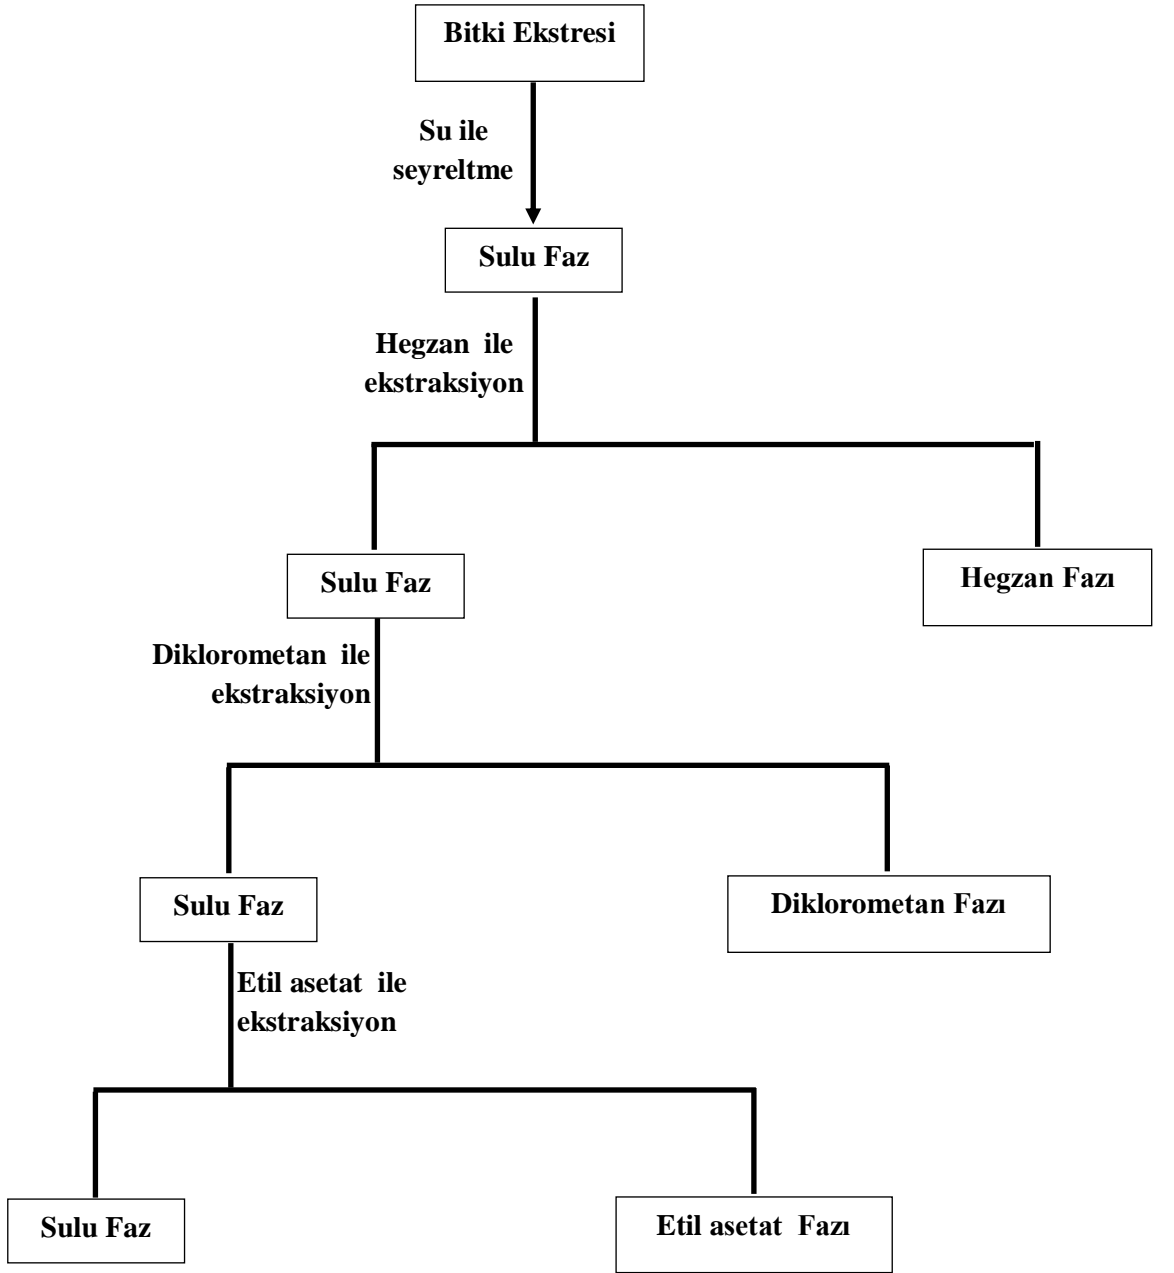 Bitki Ekstresi
Su ile
seyreltme
Sulu Faz
Hegzan ile
ekstraksiyon
Sulu Faz
Hegzan Fazı
Diklorometan ile
ekstraksiyon
Sulu Faz
Diklorometan Fazı
Etil asetat ile
ekstraksiyon
Sulu Faz
Etil asetat Fazı